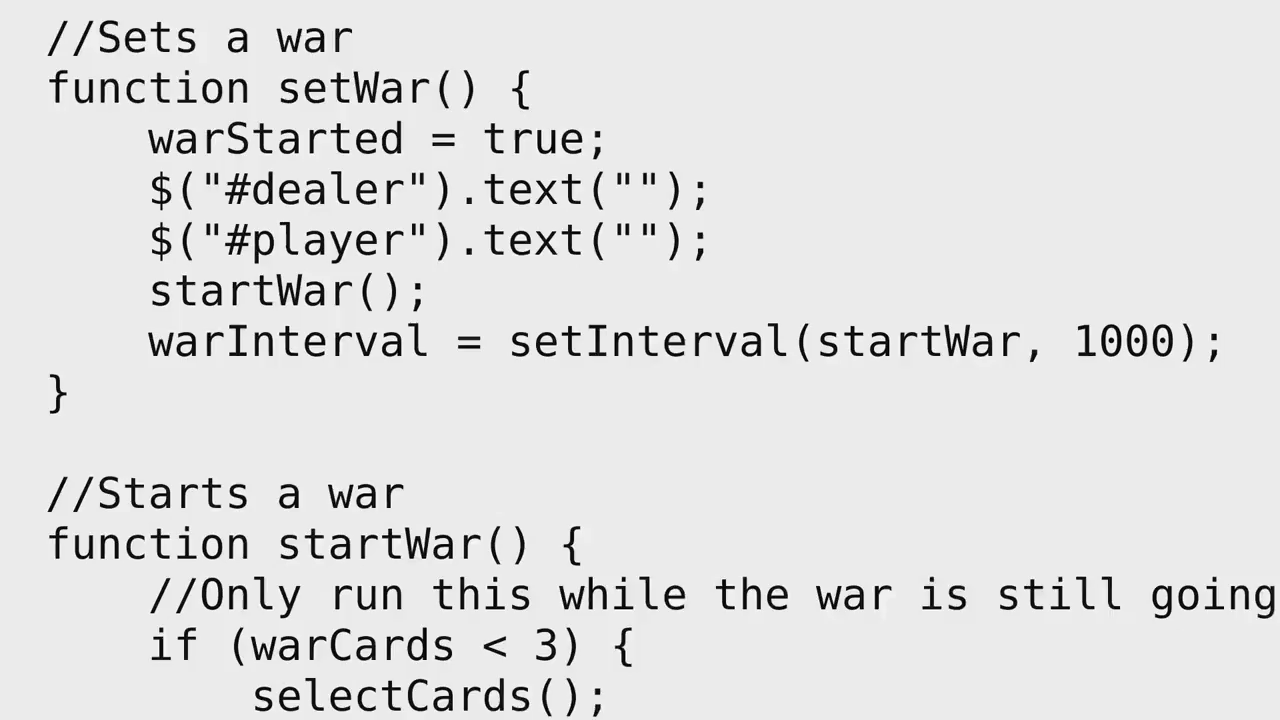 //Sets a war
function setWar() {
    warStarted = true;
    $("#dealer").text("");
    $("#player").text("");
    startWar();
    warInterval = setInterval(startWar, 1000);
}

//Starts a war
function startWar() {
    //Only run this while the war is still going
    if (warCards < 3) {
        selectCards();